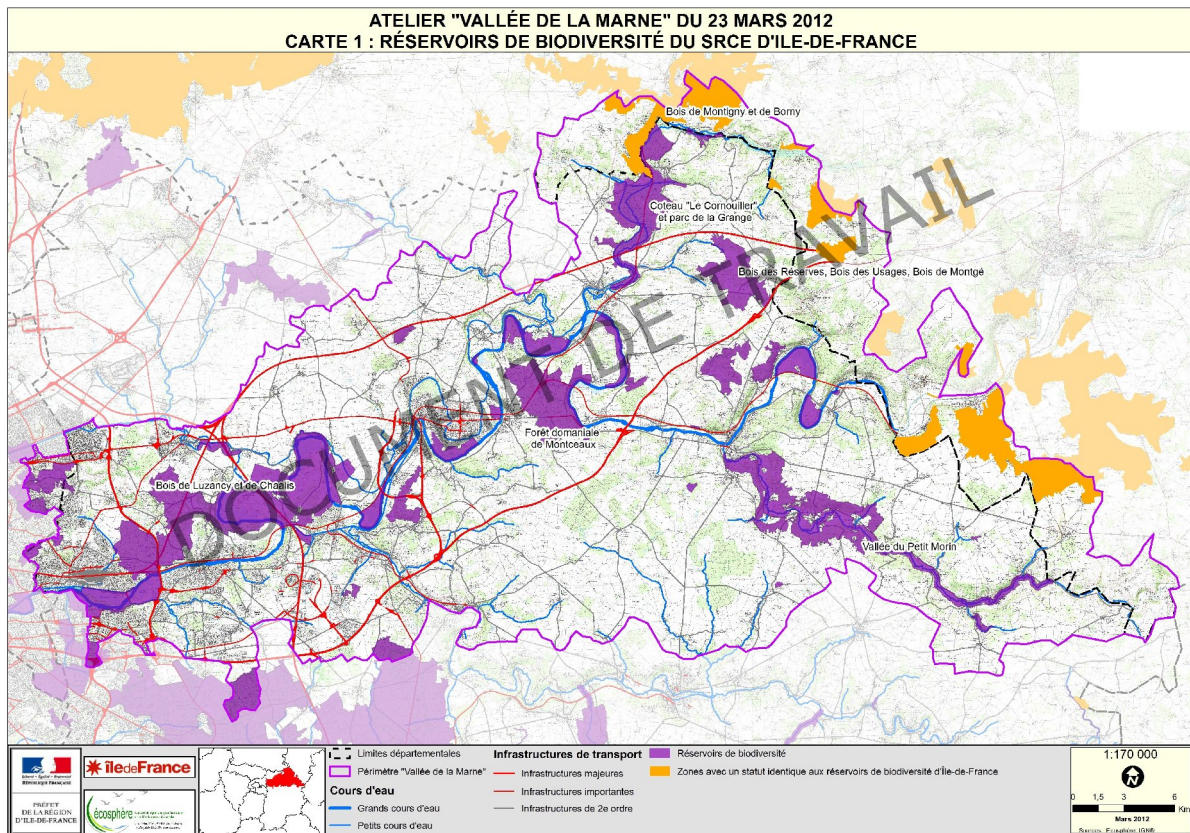 ATELIER "VALLÉE DE LA MARNE" DU 23 MARS 2012
CARTE 1 : RÉSERVOIRS DE BIODIVERSITÉ DU SRCE D'ILE-DE-FRANCE
Bois de Montigny et de Borny
Coteau "Le Cornouiller"
et parc de la Grange
Bois des Réserves, Bois des Usages, Bois de Montgé
Forêt domaniale
de Montceaux
Bois de Luzancy et de Chaalis
Vallée du Petit Morin
DOCUMENT DE TRAVAIL
RÉPUBLIQUE FRANÇAISE
PRÉFET
DE LA RÉGION
D'ILE-DE-FRANCE
îledeFrance
écosphère
Limites départementales
Périmètre "Vallée de la Marne"
Cours d'eau
Grands cours d'eau
Petits cours d'eau
Infrastructures de transport
Infrastructures majeures
Infrastructures importantes
Infrastructures de 2e ordre
Réservoirs de biodiversité
Zones avec un statut identique aux réservoirs de biodiversité d'Île-de-France
1:170 000
N
0 1,5 3 6
Km
Mars 2012
Sources : Ecosphère, IGN®